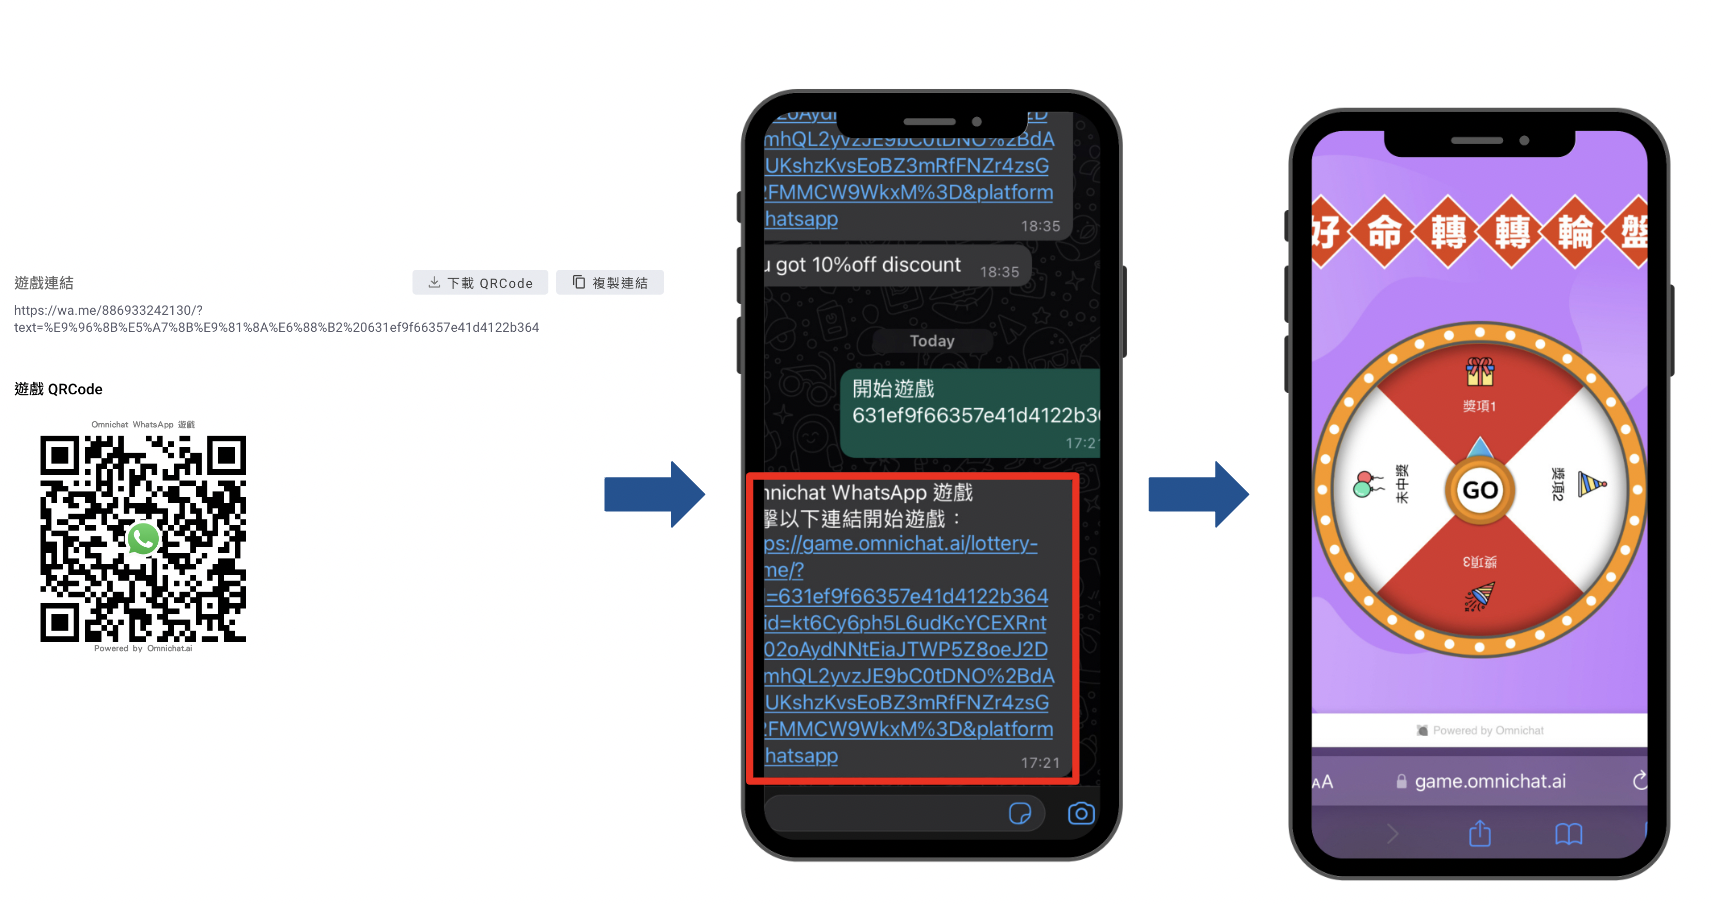 遊戲連結
下載 QRCode
複製連結
https://wa.me/886933242130/?
text=%E9%96%8B%E5%A7%8B%E9%81%8A%E6%88%B2%20631ef9f66357e41d4122b364
遊戲 QRCode
Omnichat WhatsApp 遊戲
Powered by Omnichat.ai
mhQL2yvzJE9bC0tDNO%2BdA
UKshzKvsEoBZ3mRfFNZr4zsG
FMMCW9WkxM%3D&platform
hatsapp
18:35
u got 10%off discount
18:35
Today
開始遊戲
631ef9f66357e41d4122b3
17:21
nnichat WhatsApp 遊戲
擊以下連結開始遊戲：
ps://game.omnichat.ai/lottery-
me/?
=631ef9f66357e41d4122b364
id=kt6Cy6ph5L6udKcYCEXRnt
02oAydNNtEiaJTWP5Z8oeJ2D
mhQL2yvzJE9bC0tDNO%2BdA
UKshzKvsEoBZ3mRfFNZr4zsG
FMMCW9WkxM%3D&platform
hatsapp
17:21
好命轉轉輪盤
獎項1
未中獎
GO
獎項2
獎項3
Powered by Omnichat
AA
game.omnichat.ai